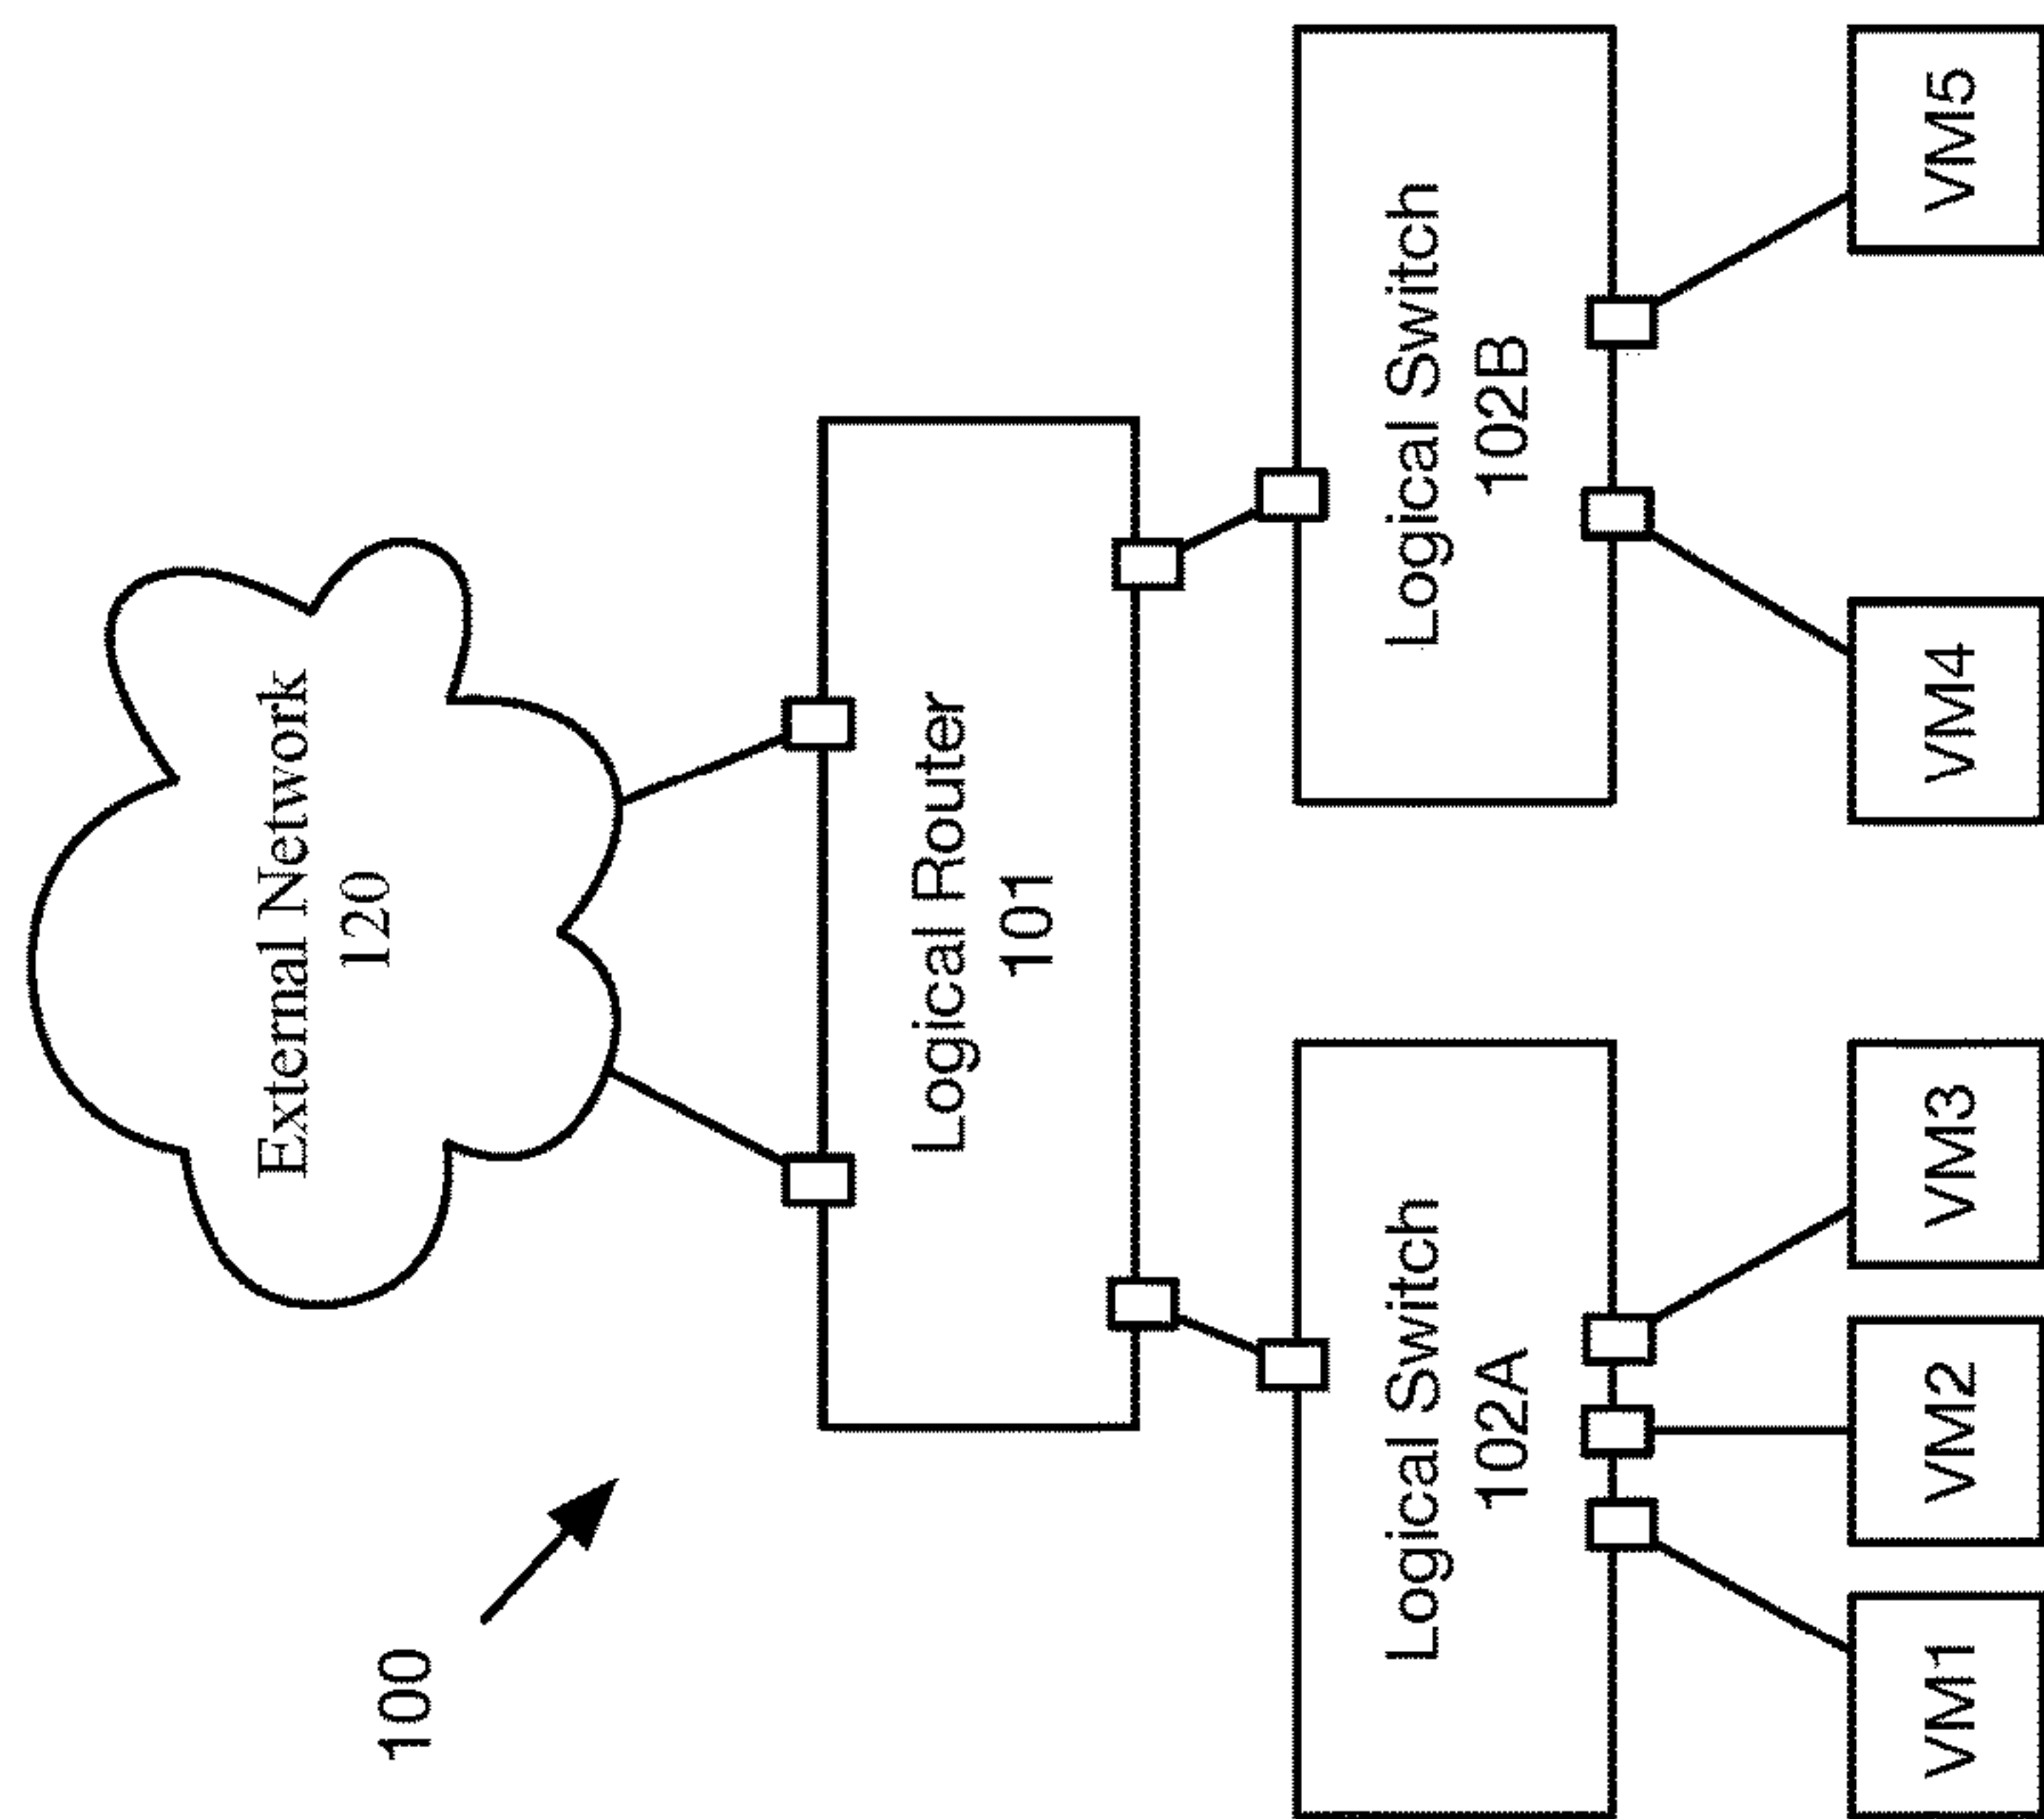 External Network
120
100
Logical Router
101
Logical Switch
102A
Logical Switch
102B
VM1
VM2
VM3
VM4
VM5